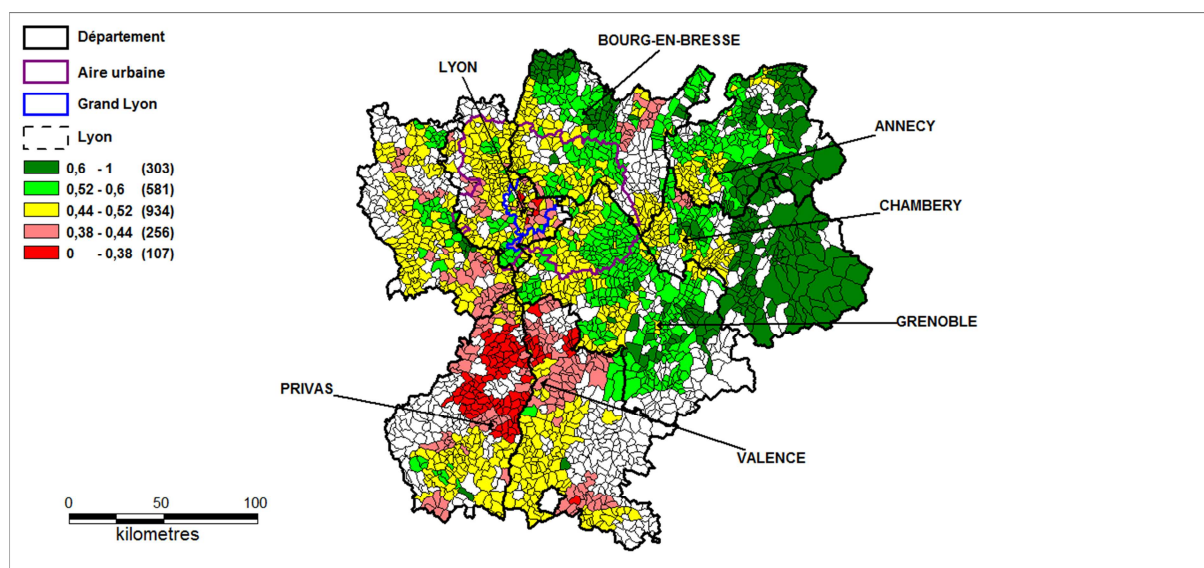 Département
Aire urbaine
Grand Lyon
Lyon
0,6 - 1 (303)
0,52 - 0,6 (581)
0,44 - 0,52 (934)
0,38 - 0,44 (256)
0 - 0,38 (107)
BOURG-EN-BRESSE
LYON
ANNECY
CHAMBERY
GRENOBLE
PRIVAS
VALENCE
0 50 100
kilometres